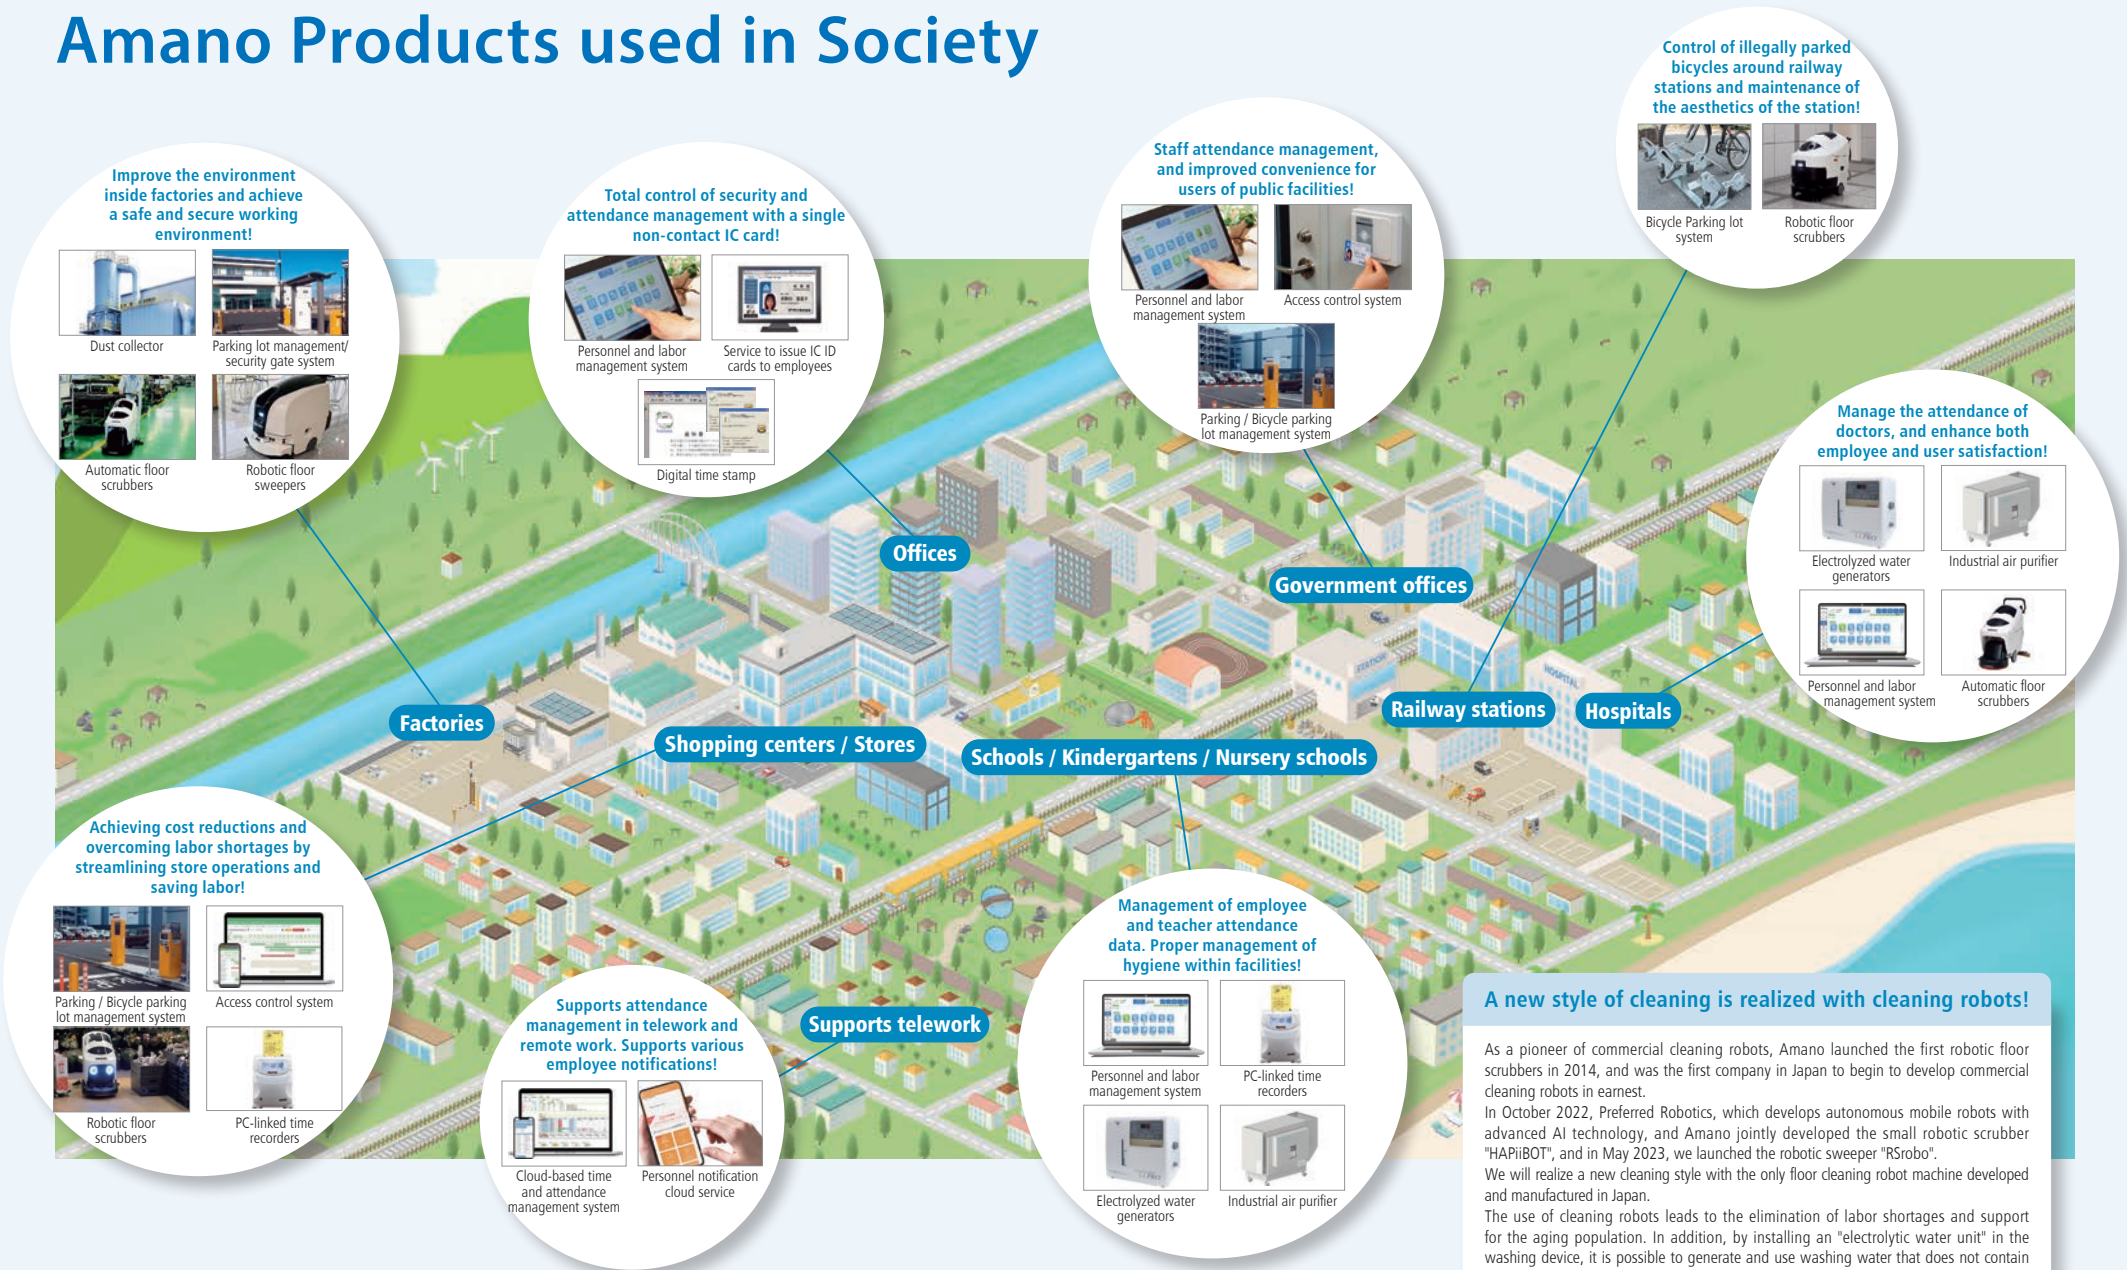 Amano Products used in Society
Improve the environment
inside factories and achieve
a safe and secure working
environment!
Dust collector
Parking lot management/
security gate system
Automatic floor
scrubbers
Robotic floor
sweepers
Total control of security and
attendance management with a single
non-contact IC card!
Personnel and labor
management system
Service to issue IC ID
cards to employees
Digital time stamp
Staff attendance management,
and improved convenience for
users of public facilities!
Personnel and labor
management system
Access control system
Parking / Bicycle parking
lot management system
Control of illegally parked
bicycles around railway
stations and maintenance of
the aesthetics of the station!
Bicycle Parking lot
system
Robotic floor
scrubbers
Manage the attendance of
doctors, and enhance both
employee and user satisfaction!
Electrolyzed water
generators
Industrial air purifier
Personnel and labor
management system
Automatic floor
scrubbers
Offices
Government offices
STATION
HOSPITAL
Factories
Shopping centers / Stores
Schools / Kindergartens / Nursery schools
Railway stations
Hospitals
Achieving cost reductions and
overcoming labor shortages by
streamlining store operations and
saving labor!
Parking / Bicycle parking
lot management system
Access control system
Robotic floor
scrubbers
PC-linked time
recorders
Supports attendance
management in telework and
remote work. Supports various
employee notifications!
Cloud-based time
and attendance
management system
Personnel notification
cloud service
Supports telework
Management of employee
and teacher attendance
data. Proper management of
hygiene within facilities!
Personnel and labor
management system
PC-linked time
recorders
Electrolyzed water
generators
Industrial air purifier
A new style of cleaning is realized with cleaning robots!
As a pioneer of commercial cleaning robots, Amano launched the first robotic floor
scrubbers in 2014, and was the first company in Japan to begin to develop commercial
cleaning robots in earnest.
In October 2022, Preferred Robotics, which develops autonomous mobile robots with
advanced AI technology, and Amano jointly developed the small robotic scrubber
"HAPiiBOT", and in May 2023, we launched the robotic sweeper "RSrobo".
We will realize a new cleaning style with the only floor cleaning robot machine developed
and manufactured in Japan.
The use of cleaning robots leads to the elimination of labor shortages and support
for the aging population. In addition, by installing an "electrolytic water unit" in the
washing device, it is possible to generate and use washing water that does not contain